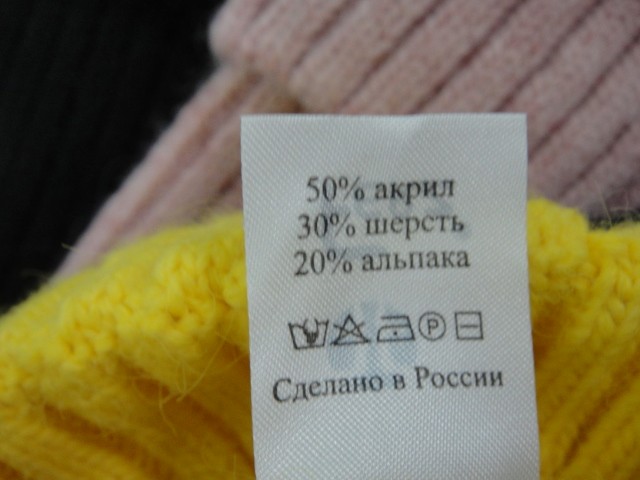 50% акрил
30% шерсть
20% альпака
P
Сделано в России